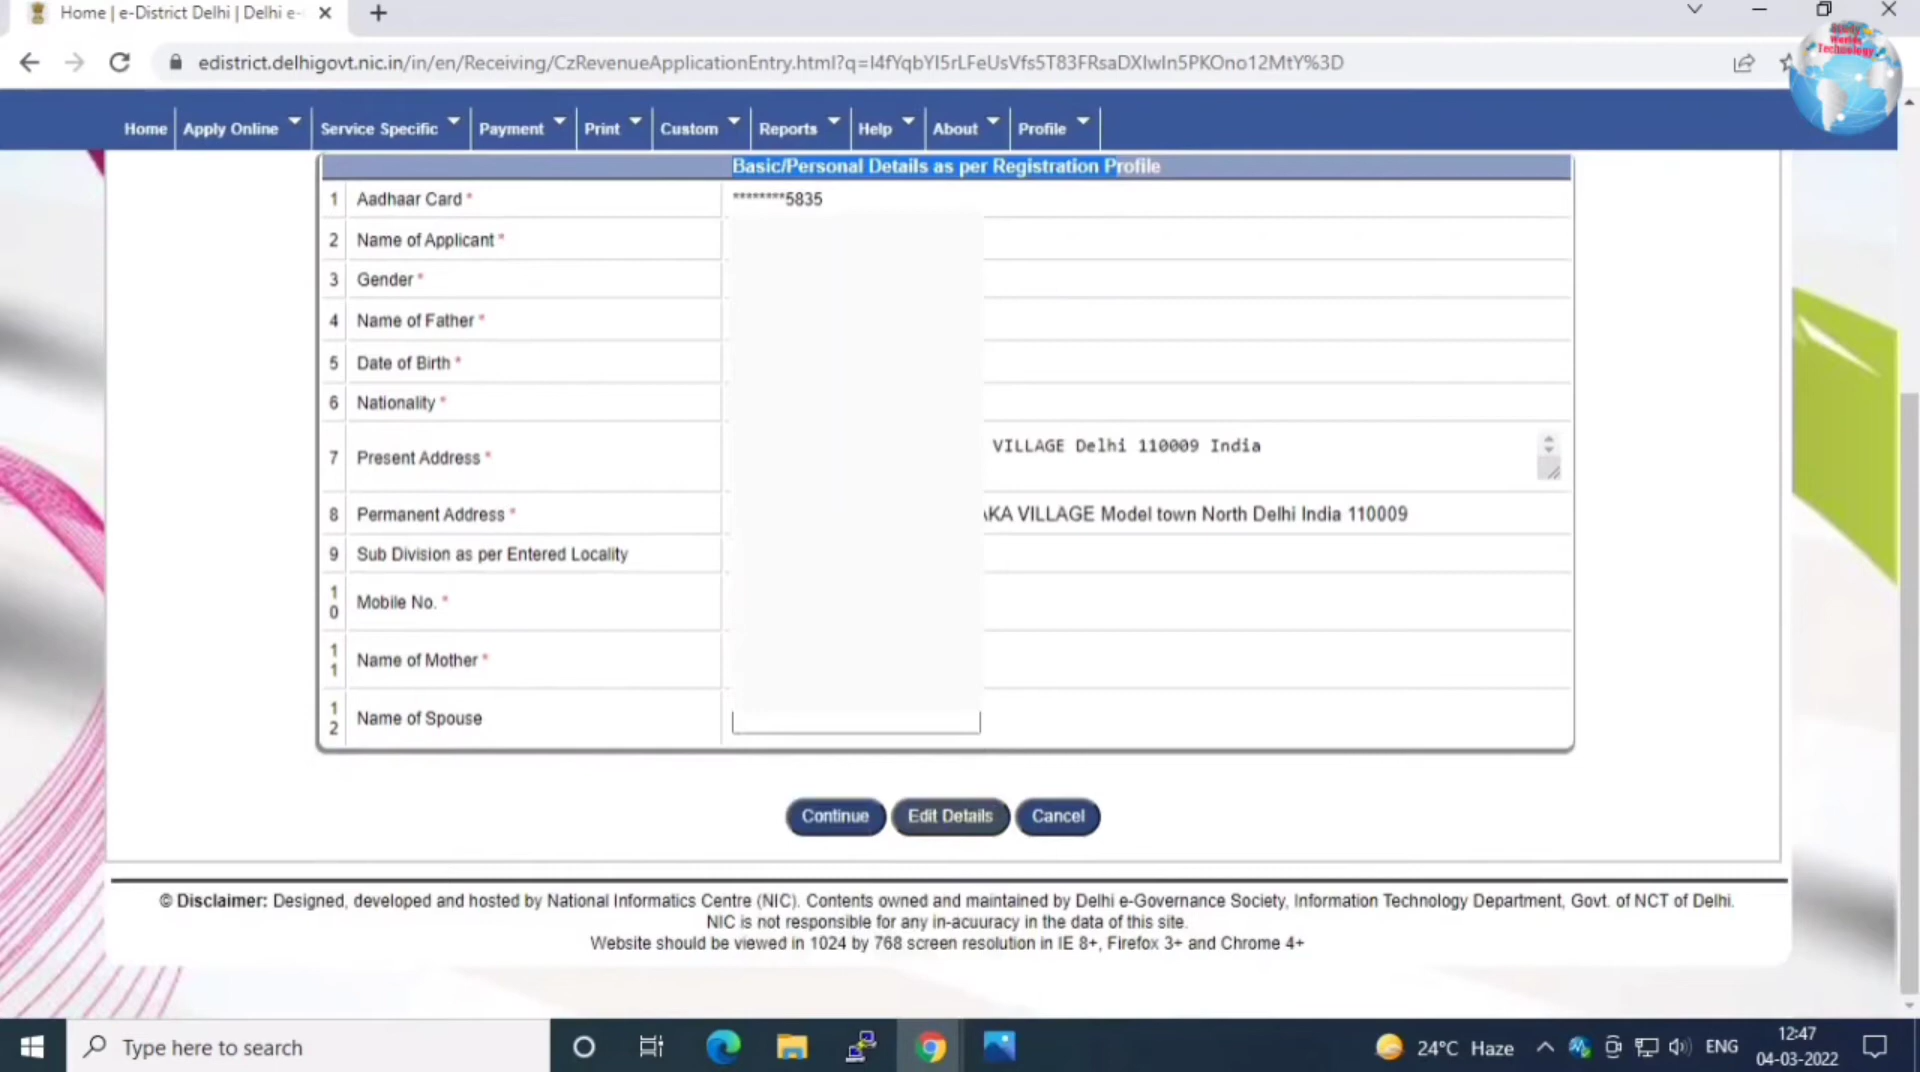 Home | e-District Delhi | Delhi e-
edistrict.delhigovt.nic.in/in/en/Receiving/CzRevenueApplicationEntry.html?q=I4fYqbYI5rLFeUsVfs5T83FRsaDXIwIn5PKOno12MtY%3D
Activity
Worldd
Technology
Home Apply Online Service Specific Payment Print Custom Reports Help About Profile
Basic/Personal Details as per Registration Profile
1 Aadhaar Card * ********5835
2 Name of Applicant *
3 Gender *
4 Name of Father *
5 Date of Birth *
6 Nationality *
7 Present Address * VILLAGE Delhi 110009 India
8 Permanent Address * AKA VILLAGE Model town North Delhi India 110009
9 Sub Division as per Entered Locality
10 Mobile No. *
11 Name of Mother *
12 Name of Spouse
Continue Edit Details Cancel
© Disclaimer: Designed, developed and hosted by National Informatics Centre (NIC). Contents owned and maintained by Delhi e-Governance Society, Information Technology Department, Govt. of NCT of Delhi.
NIC is not responsible for any in-acuuracy in the data of this site.
Website should be viewed in 1024 by 768 screen resolution in IE 8+, Firefox 3+ and Chrome 4+
Type here to search
24°C Haze
ENG
12:47
04-03-2022